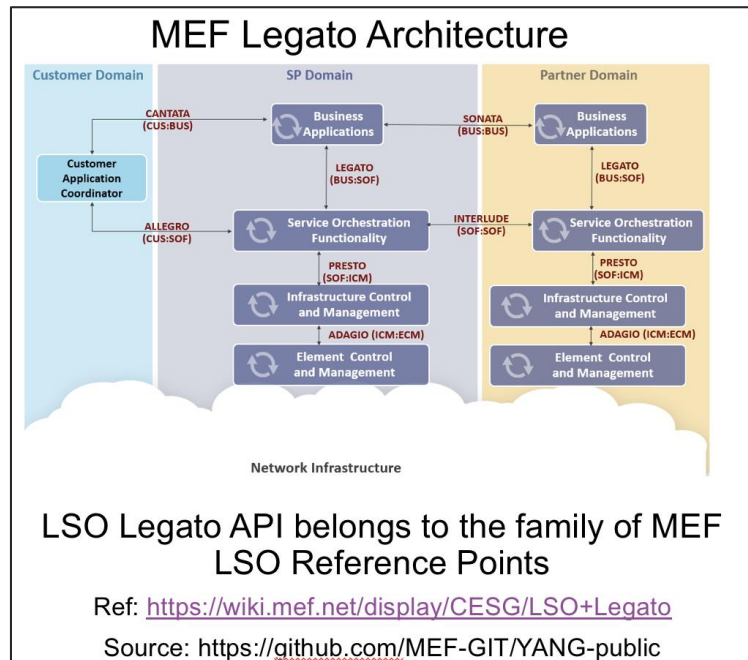 MEF Legato Architecture
Customer Domain
SP Domain
Partner Domain
CANTATA
(CUS:BUS)
Business
Applications
SONATA
(BUS:BUS)
Business
Applications
Customer
Application
Coordinator
LEGATO
(BUS:SOF)
LEGATO
(BUS:SOF)
ALLEGRO
(CUS:SOF)
Service Orchestration
Functionality
INTERLUDE
(SOF:SOF)
Service Orchestration
Functionality
PRESTO
(SOF:ICM)
PRESTO
(SOF:ICM)
Infrastructure Control
and Management
Infrastructure Control
and Management
ADAGIO (ICM:ECM)
ADAGIO (ICM:ECM)
Element Control
and Management
Element Control
and Management
Network Infrastructure
LSO Legato API belongs to the family of MEF
LSO Reference Points
Ref: https://wiki.mef.net/display/CESG/LSO+Legato
Source: https://github.com/MEF-GIT/YANG-public